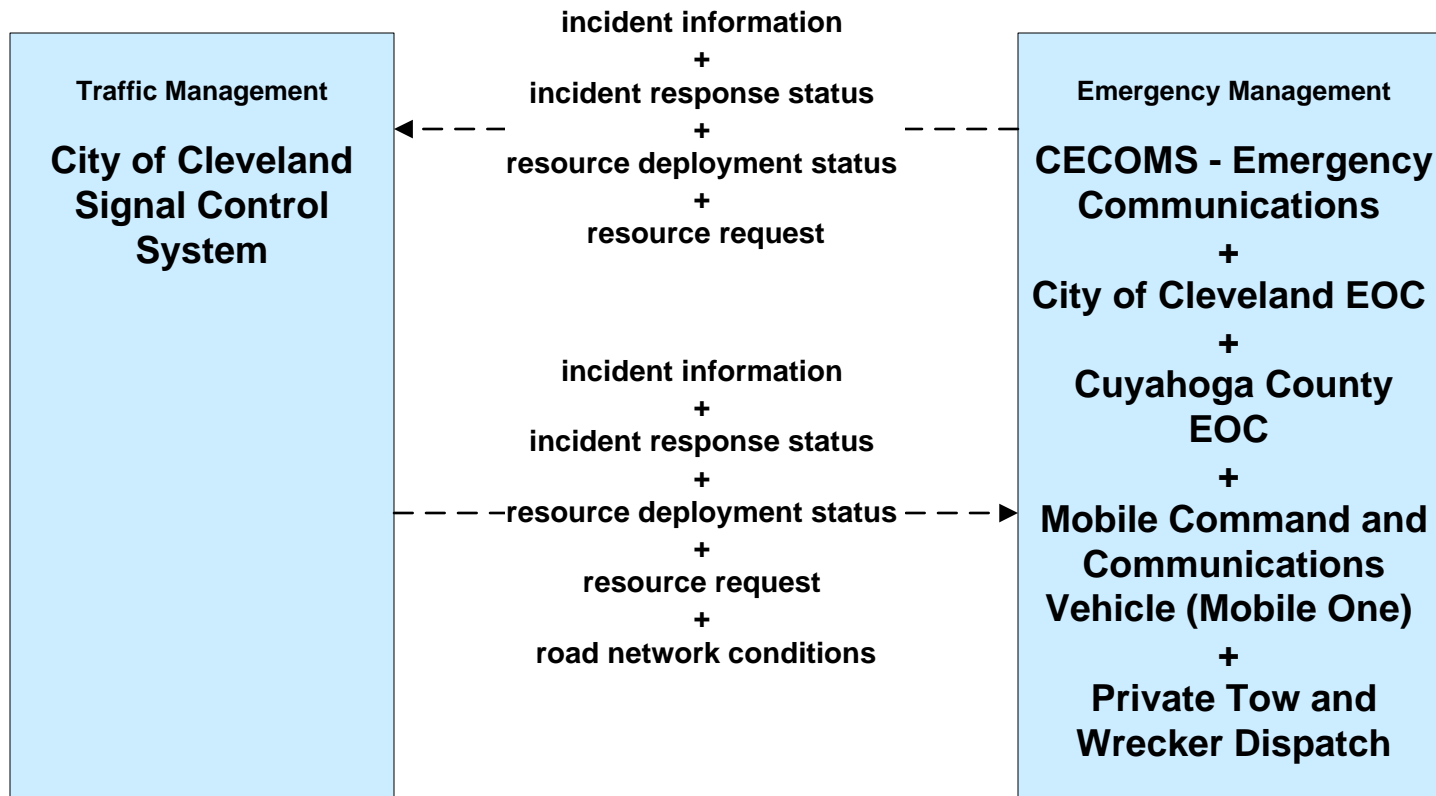 Traffic Management
City of Cleveland
Signal Control
System
incident information
+
incident response status
+
resource deployment status
+
resource request
incident information
+
incident response status
+
resource deployment status
+
resource request
+
road network conditions
Emergency Management
CECOMS - Emergency
Communications
+
City of Cleveland EOC
+
Cuyahoga County
EOC
+
Mobile Command and
Communications
Vehicle (Mobile One)
+
Private Tow and
Wrecker Dispatch